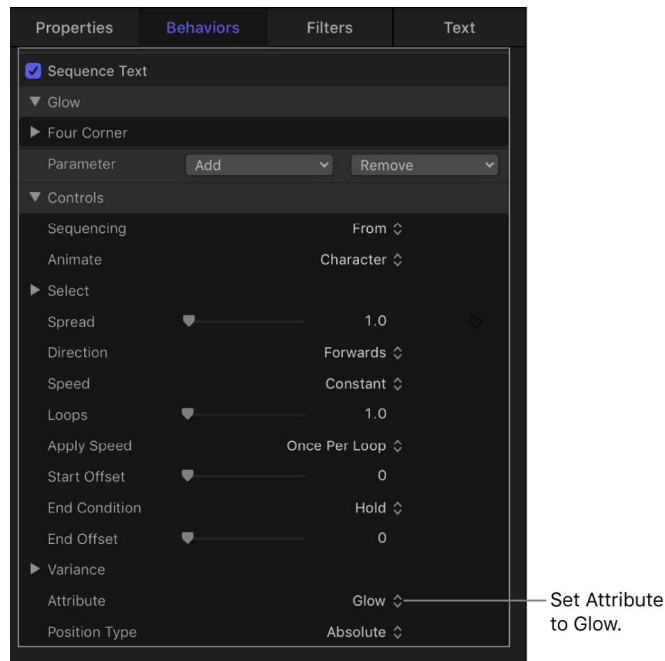 Properties Behaviors Filters Text
Sequence Text
Glow
Four Corner
Parameter Add Remove
Controls
Sequencing From
Animate Character
Select
Spread 1.0
Direction Forwards
Speed Constant
Loops 1.0
Apply Speed Once Per Loop
Start Offset 0
End Condition Hold
End Offset 0
Variance
Attribute Glow Set Attribute
to Glow.
Position Type Absolute